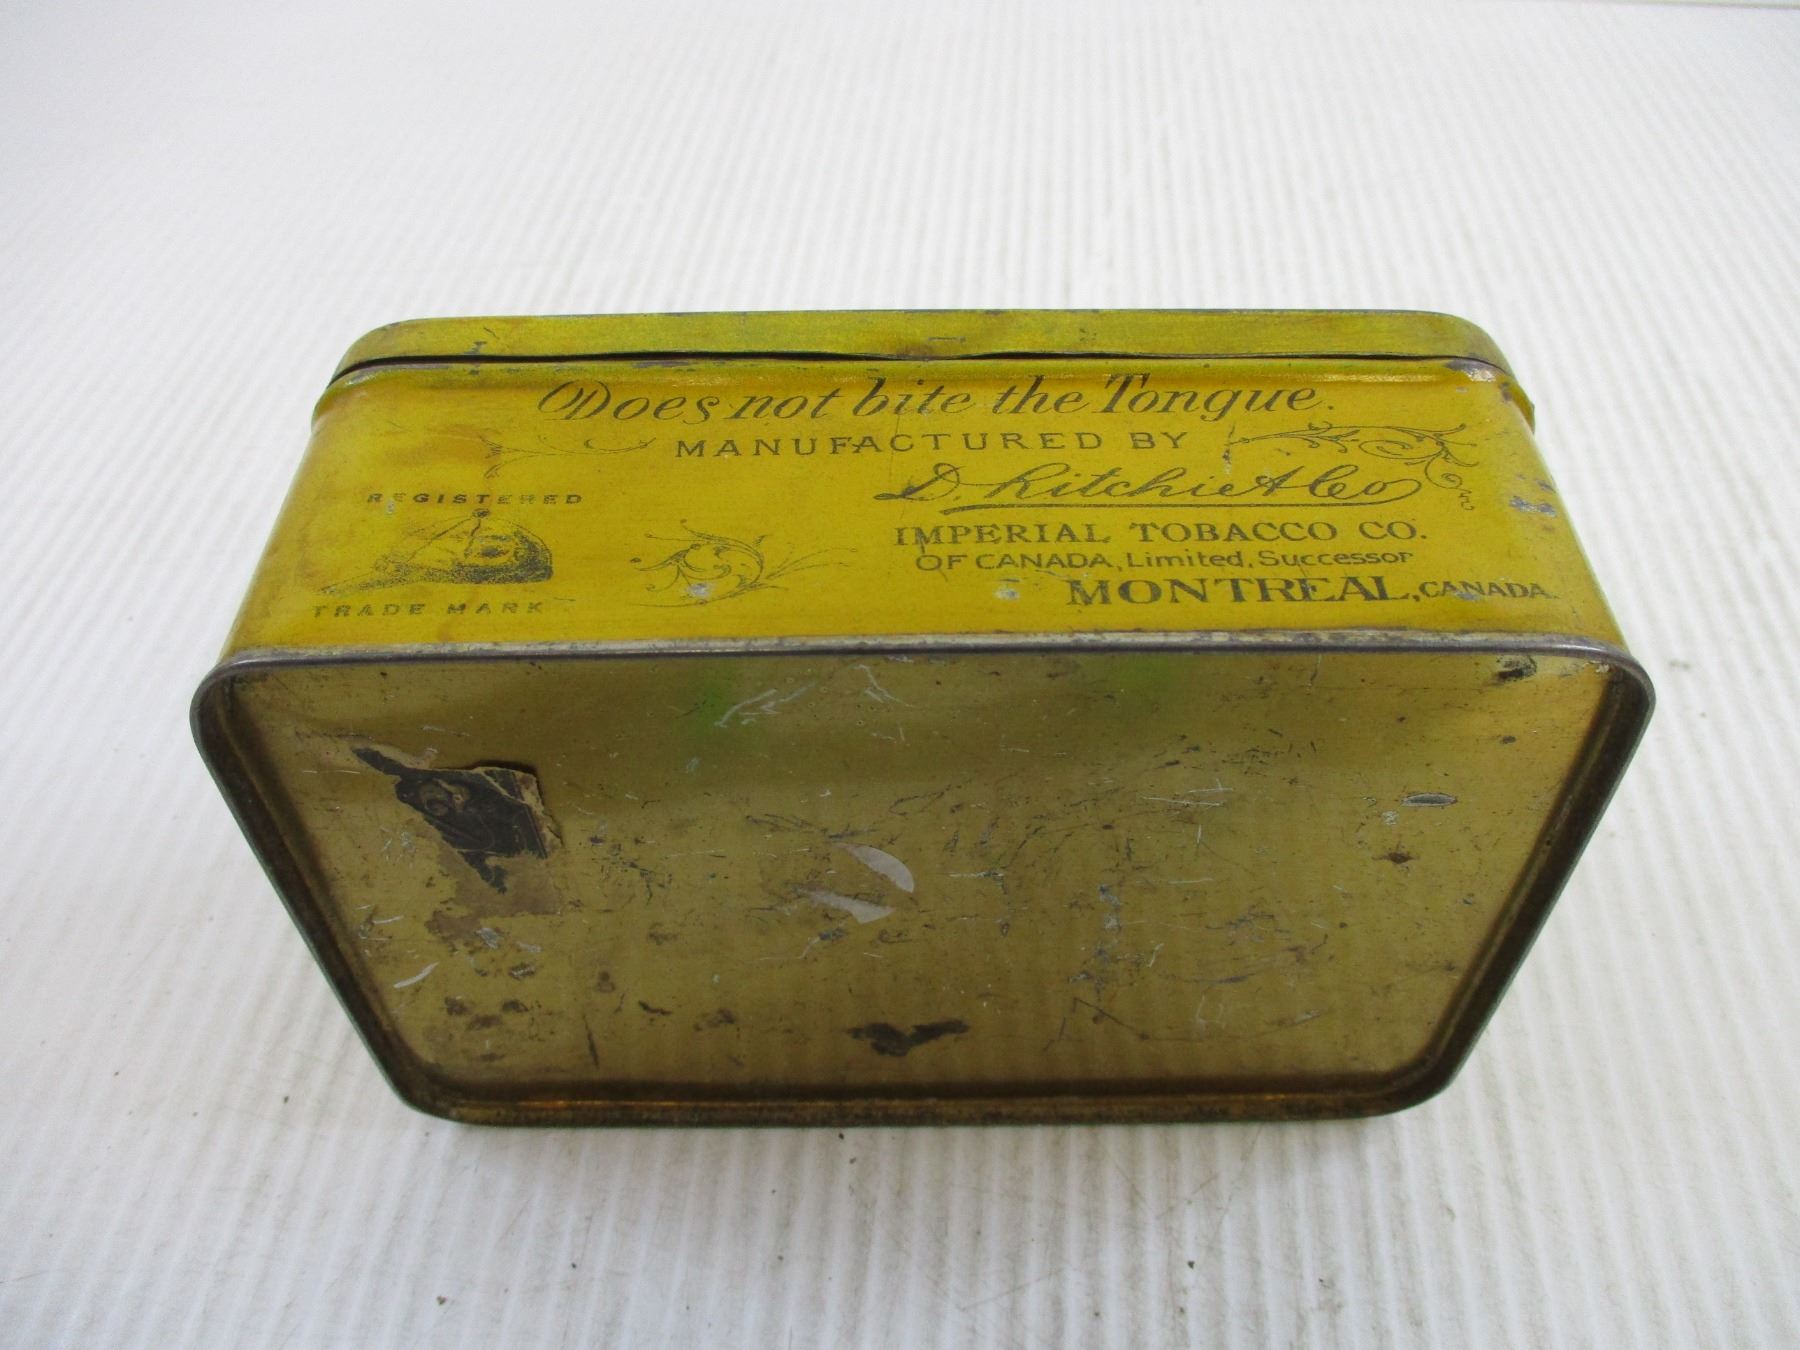 Does not bite the Tongue.
MANUFACTURED BY
D. Ritchie & Co
IMPERIAL TOBACCO CO.
OF CANADA, Limited, Successor
MONTREAL, CANADA.
REGISTERED
TRADE MARK